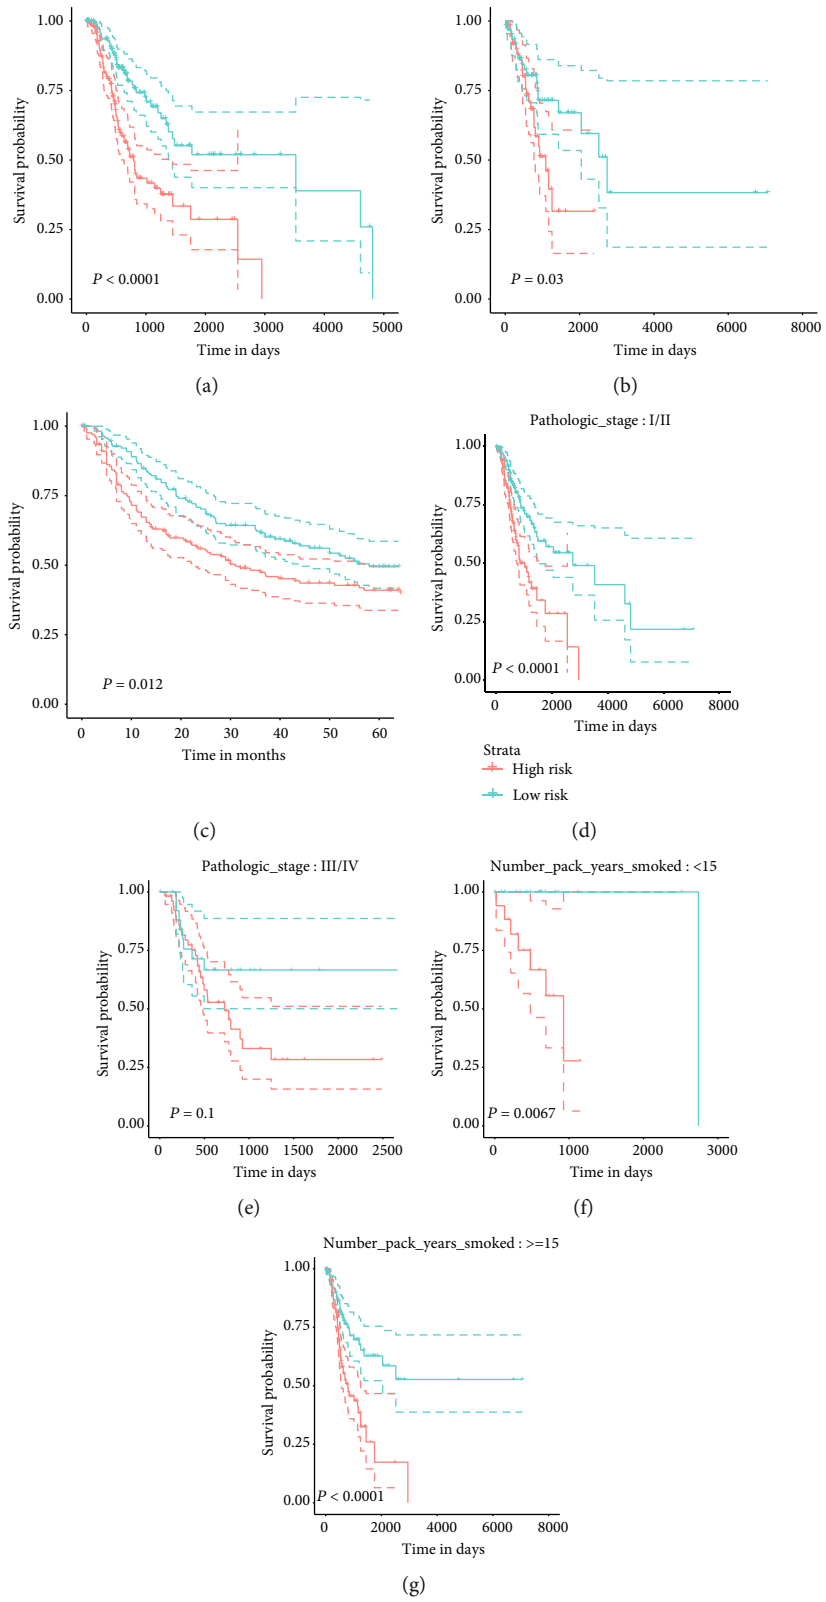 1.00
0.75
0.50
0.25
0.00
Survival probability
P < 0.0001
0 1000 2000 3000 4000 5000
Time in days
(a)
1.00
0.75
0.50
0.25
0.00
Survival probability
P = 0.03
0 2000 4000 6000 8000
Time in days
(b)
1.00
0.75
0.50
0.25
0.00
Survival probability
P = 0.012
0 10 20 30 40 50 60
Time in months
(c)
Pathologic_stage : I/II
1.00
0.75
0.50
0.25
0.00
Survival probability
P < 0.0001
0 2000 4000 6000 8000
Time in days
Strata
High risk
Low risk
(d)
Pathologic_stage : III/IV
1.00
0.75
0.50
0.25
0.00
Survival probability
P = 0.1
0 500 1000 1500 2000 2500
Time in days
(e)
Number_pack_years_smoked : <15
1.00
0.75
0.50
0.25
0.00
Survival probability
P = 0.0067
0 1000 2000 3000
Time in days
(f)
Number_pack_years_smoked : >=15
1.00
0.75
0.50
0.25
0.00
Survival probability
P < 0.0001
0 2000 4000 6000 8000
Time in days
(g)